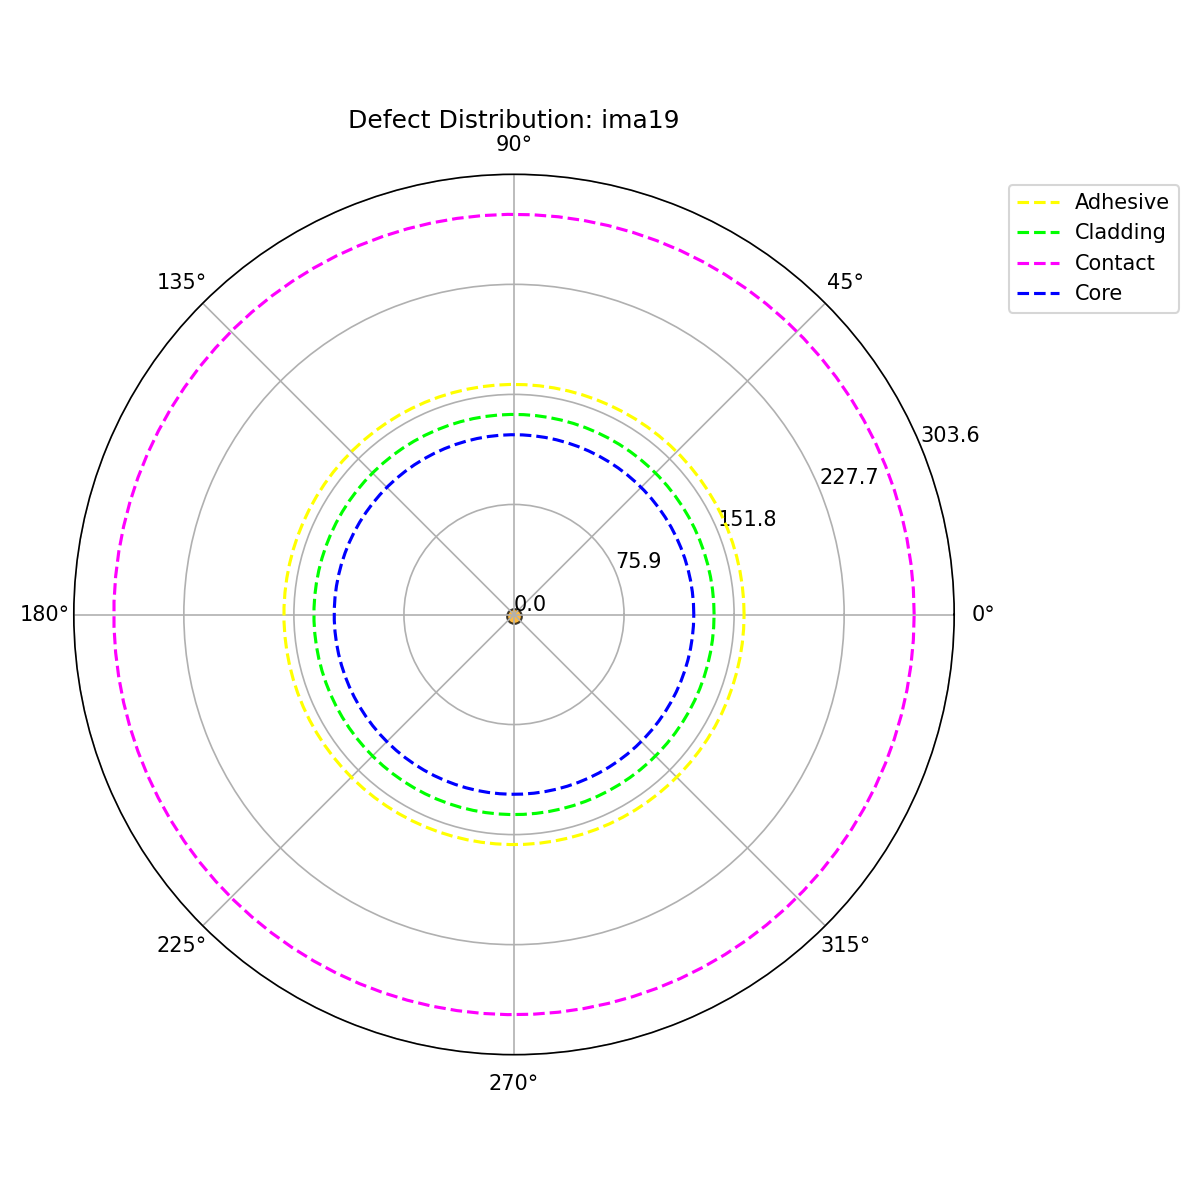 Defect Distribution: ima19
90°
135°
45°
Adhesive
Cladding
Contact
Core
303.6
227.7
151.8
75.9
0.0
180°
0°
225°
315°
270°